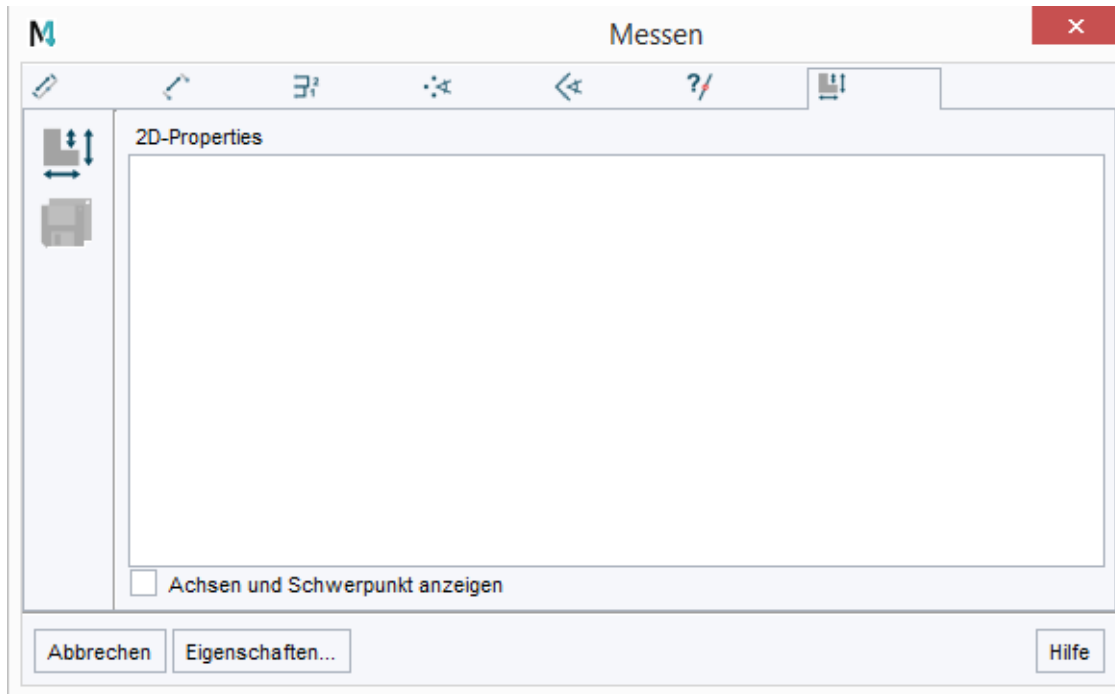 Messen
2D-Properties
Achsen und Schwerpunkt anzeigen
Abbrechen
Eigenschaften...
Hilfe